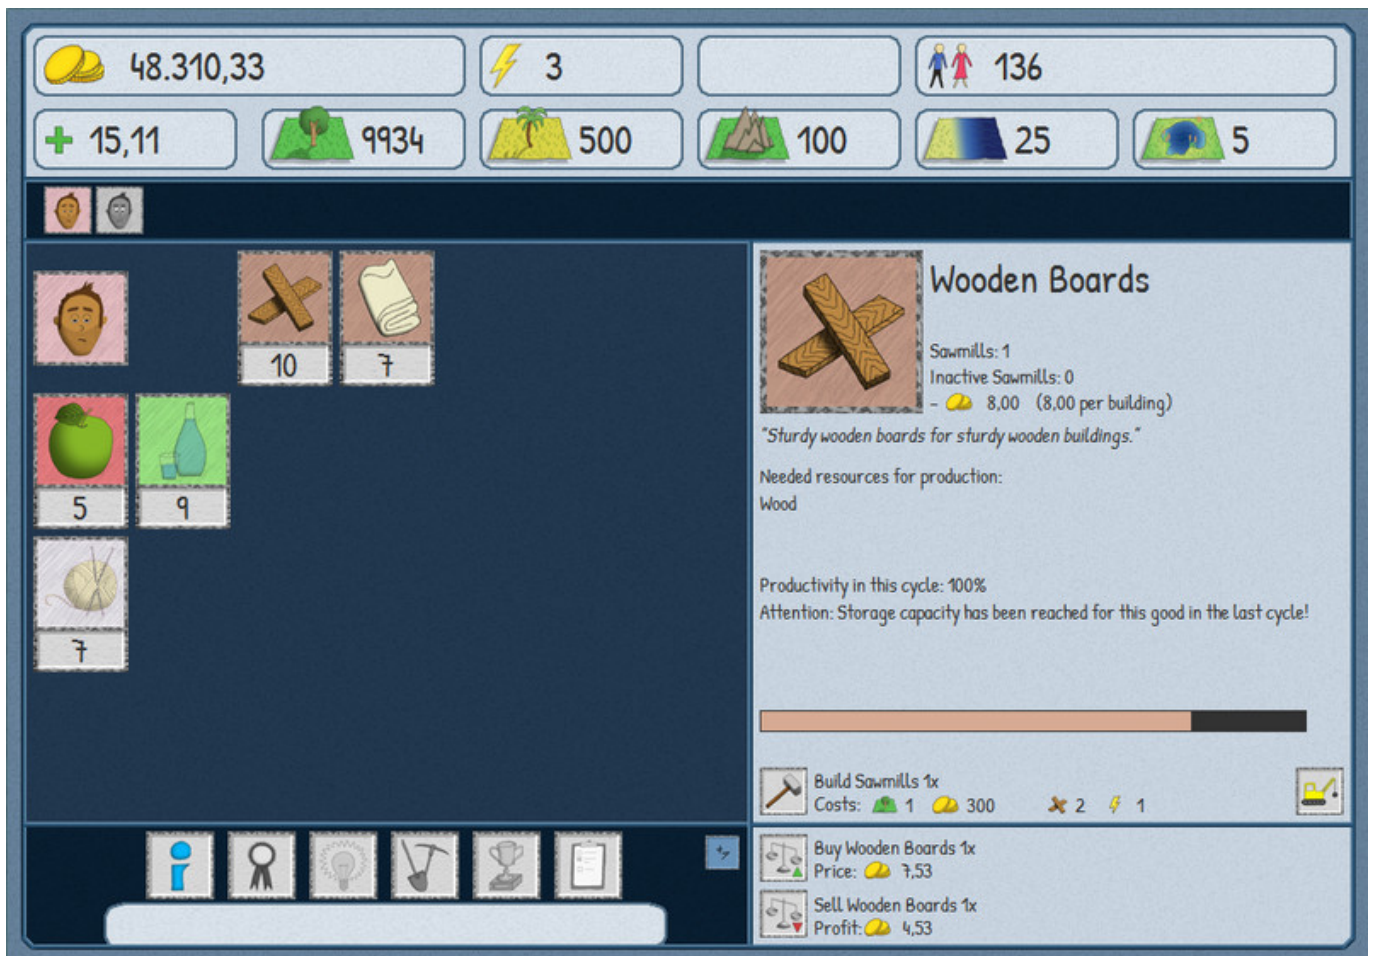 48.310,33
3
136
+ 15,11
9934
500
100
25
5
10
7
5
9
7
Wooden Boards
Sawmills: 1
Inactive Sawmills: 0
- 8,00 (8,00 per building)
"Sturdy wooden boards for sturdy wooden buildings."
Needed resources for production:
Wood
Productivity in this cycle: 100%
Attention: Storage capacity has been reached for this good in the last cycle!
Build Sawmills 1x
Costs: 1 300 2 1
Buy Wooden Boards 1x
Price: 7,53
Sell Wooden Boards 1x
Profit: 4,53